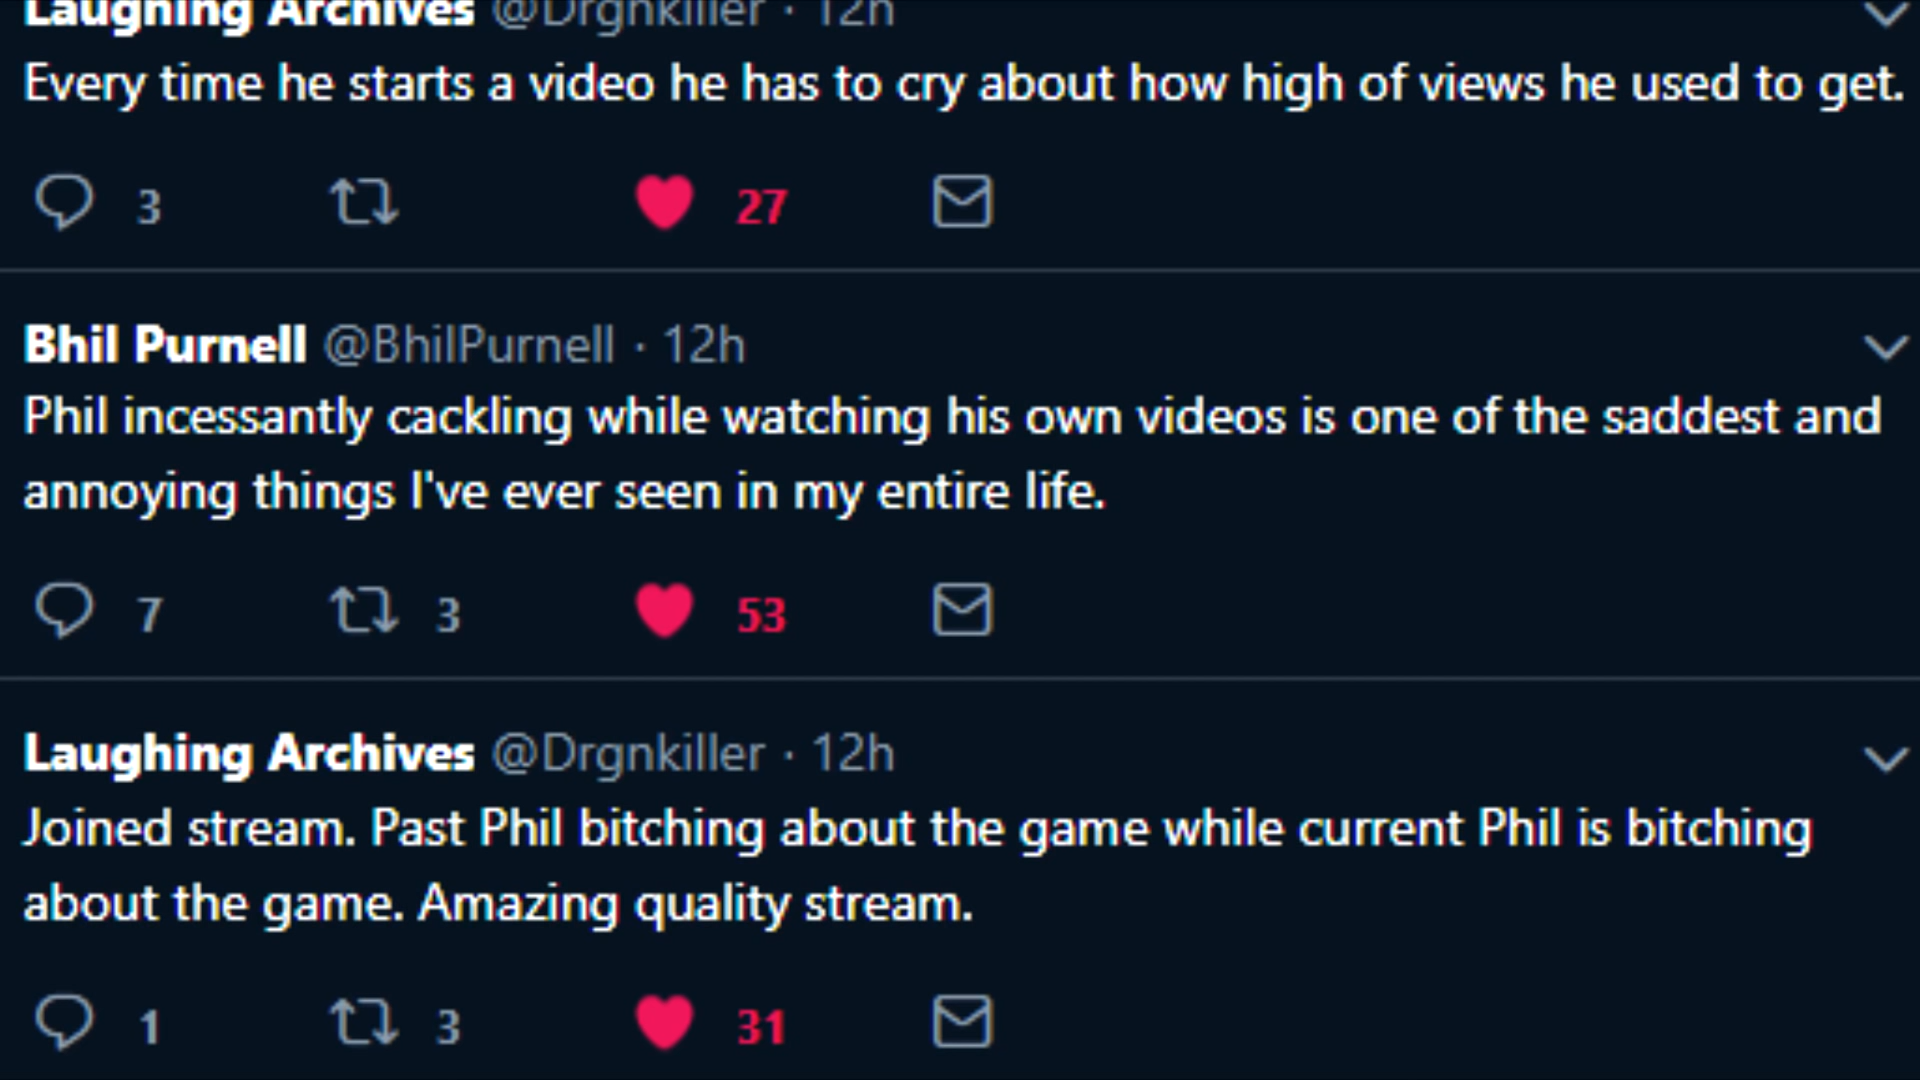 Laughing Archives @Drgnkiller · 12h
Every time he starts a video he has to cry about how high of views he used to get.
3 27
Bhil Purnell @BhilPurnell · 12h
Phil incessantly cackling while watching his own videos is one of the saddest and
annoying things I've ever seen in my entire life.
7 3 53
Laughing Archives @Drgnkiller · 12h
Joined stream. Past Phil bitching about the game while current Phil is bitching
about the game. Amazing quality stream.
1 3 31